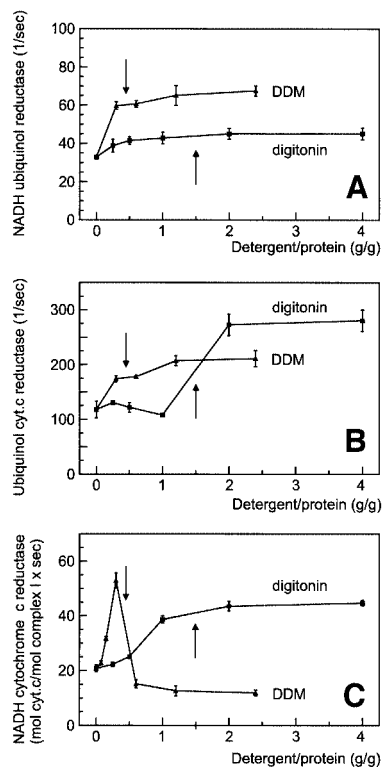 NADH ubiquinol reductase (1/sec)
100
80
60
40
20
0
DDM
digitonin
A
0 1 2 3 4
Detergent/protein (g/g)
Ubiquinol cyt.c reductase (1/sec)
300
200
100
0
digitonin
DDM
B
0 1 2 3 4
Detergent/protein (g/g)
NADH cytochrome c reductase
(mol cyt.c/mol complex I x sec)
60
40
20
0
digitonin
DDM
C
0 1 2 3 4
Detergent/protein (g/g)